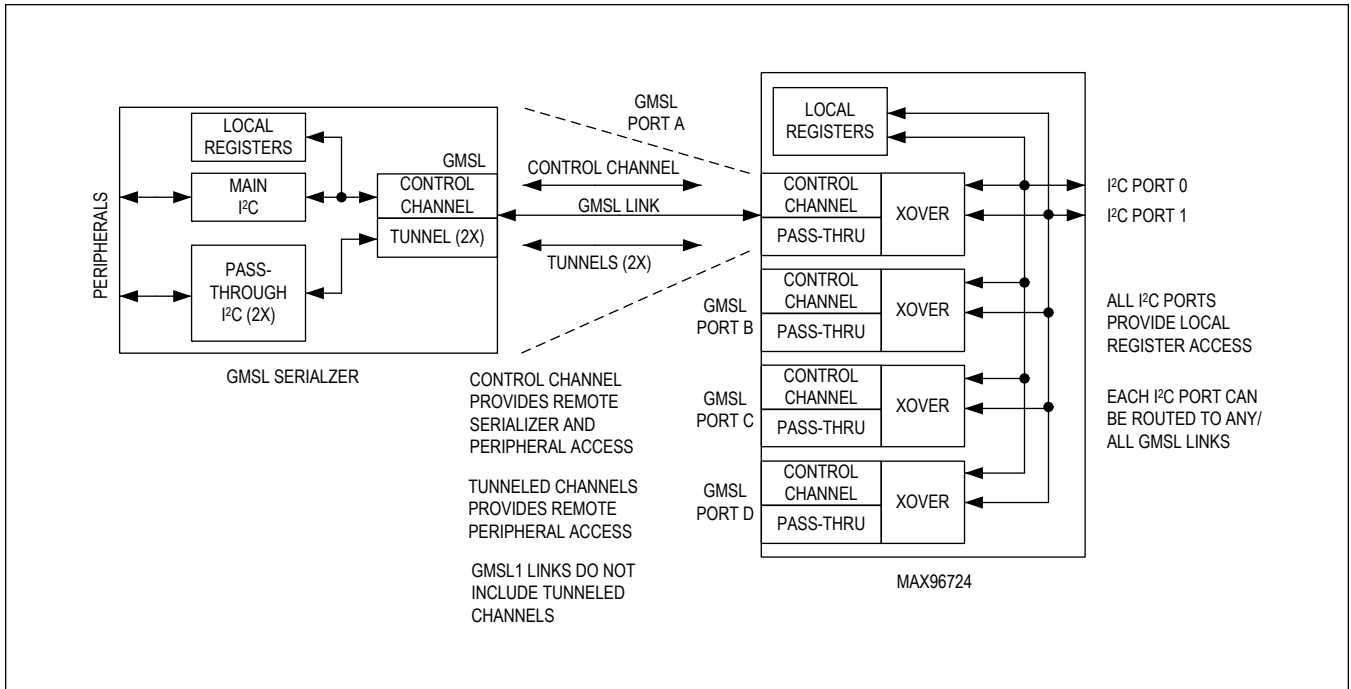 PERIPHERALS
LOCAL
REGISTERS
MAIN
I²C
PASS-
THROUGH
I²C (2X)
GMSL
CONTROL
CHANNEL
TUNNEL (2X)
GMSL SERIALZER
GMSL
PORT A
CONTROL CHANNEL
GMSL LINK
TUNNELS (2X)
CONTROL CHANNEL
PROVIDES REMOTE
SERIALIZER AND
PERIPHERAL ACCESS
TUNNELED CHANNELS
PROVIDES REMOTE
PERIPHERAL ACCESS
GMSL1 LINKS DO NOT
INCLUDE TUNNELED
CHANNELS
LOCAL
REGISTERS
CONTROL
CHANNEL
PASS-THRU
XOVER
GMSL
PORT B
CONTROL
CHANNEL
PASS-THRU
XOVER
GMSL
PORT C
CONTROL
CHANNEL
PASS-THRU
XOVER
GMSL
PORT D
CONTROL
CHANNEL
PASS-THRU
XOVER
MAX96724
I²C PORT 0
I²C PORT 1
ALL I²C PORTS
PROVIDE LOCAL
REGISTER ACCESS
EACH I²C PORT CAN
BE ROUTED TO ANY/
ALL GMSL LINKS